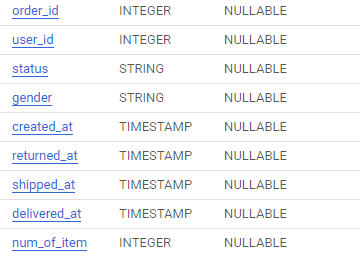 order_id INTEGER NULLABLE
user_id INTEGER NULLABLE
status STRING NULLABLE
gender STRING NULLABLE
created_at TIMESTAMP NULLABLE
returned_at TIMESTAMP NULLABLE
shipped_at TIMESTAMP NULLABLE
delivered_at TIMESTAMP NULLABLE
num_of_item INTEGER NULLABLE